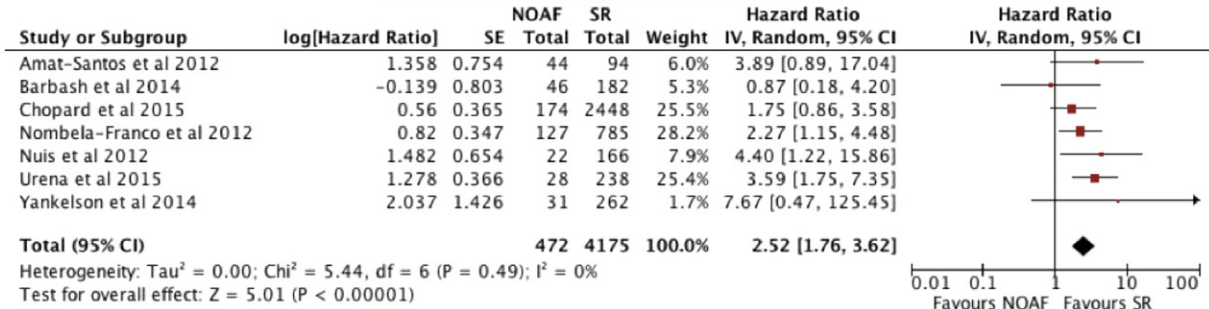 NOAF SR Hazard Ratio Hazard Ratio
Study or Subgroup log[Hazard Ratio] SE Total Total Weight IV, Random, 95% CI IV, Random, 95% CI
Amat-Santos et al 2012 1.358 0.754 44 94 6.0% 3.89 [0.89, 17.04]
Barbash et al 2014 -0.139 0.803 46 182 5.3% 0.87 [0.18, 4.20]
Chopard et al 2015 0.56 0.365 174 2448 25.5% 1.75 [0.86, 3.58]
Nombela-Franco et al 2012 0.82 0.347 127 785 28.2% 2.27 [1.15, 4.48]
Nuis et al 2012 1.482 0.654 22 166 7.9% 4.40 [1.22, 15.86]
Urena et al 2015 1.278 0.366 28 238 25.4% 3.59 [1.75, 7.35]
Yankelson et al 2014 2.037 1.426 31 262 1.7% 7.67 [0.47, 125.45]
Total (95% CI) 472 4175 100.0% 2.52 [1.76, 3.62]
Heterogeneity: Tau² = 0.00; Chi² = 5.44, df = 6 (P = 0.49); I² = 0%
Test for overall effect: Z = 5.01 (P < 0.00001)
0.01 0.1 1 10 100
Favours NOAF Favours SR